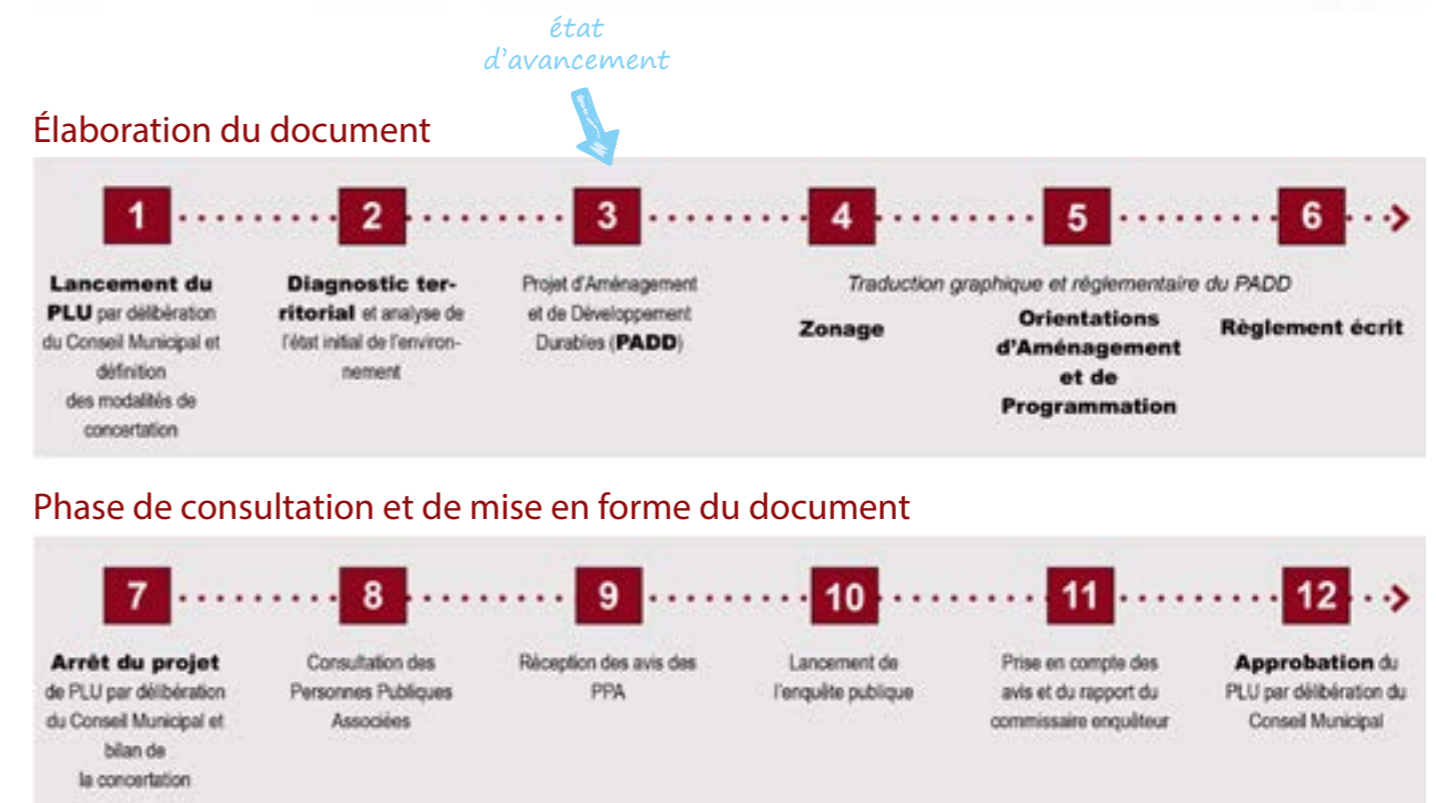 état
d'avancement
Élaboration du document
1
2
3
4
5
6
Lancement du
PLU par délibération
du Conseil Municipal et
définition
des modalités de
concertation
Diagnostic ter-
ritorial et analyse de
l'état initial de l'environ-
nement
Projet d'Aménagement
et de Développement
Durables (PADD)
Traduction graphique et réglementaire du PADD
Zonage
Orientations
d'Aménagement
et de
Programmation
Règlement écrit
Phase de consultation et de mise en forme du document
7
8
9
10
11
12
Arrêt du projet
de PLU par délibération
du Conseil Municipal et
bilan de
la concertation
Consultation des
Personnes Publiques
Associées
Réception des avis des
PPA
Lancement de
l'enquête publique
Prise en compte des
avis et du rapport du
commissaire enquêteur
Approbation du
PLU par délibération du
Conseil Municipal